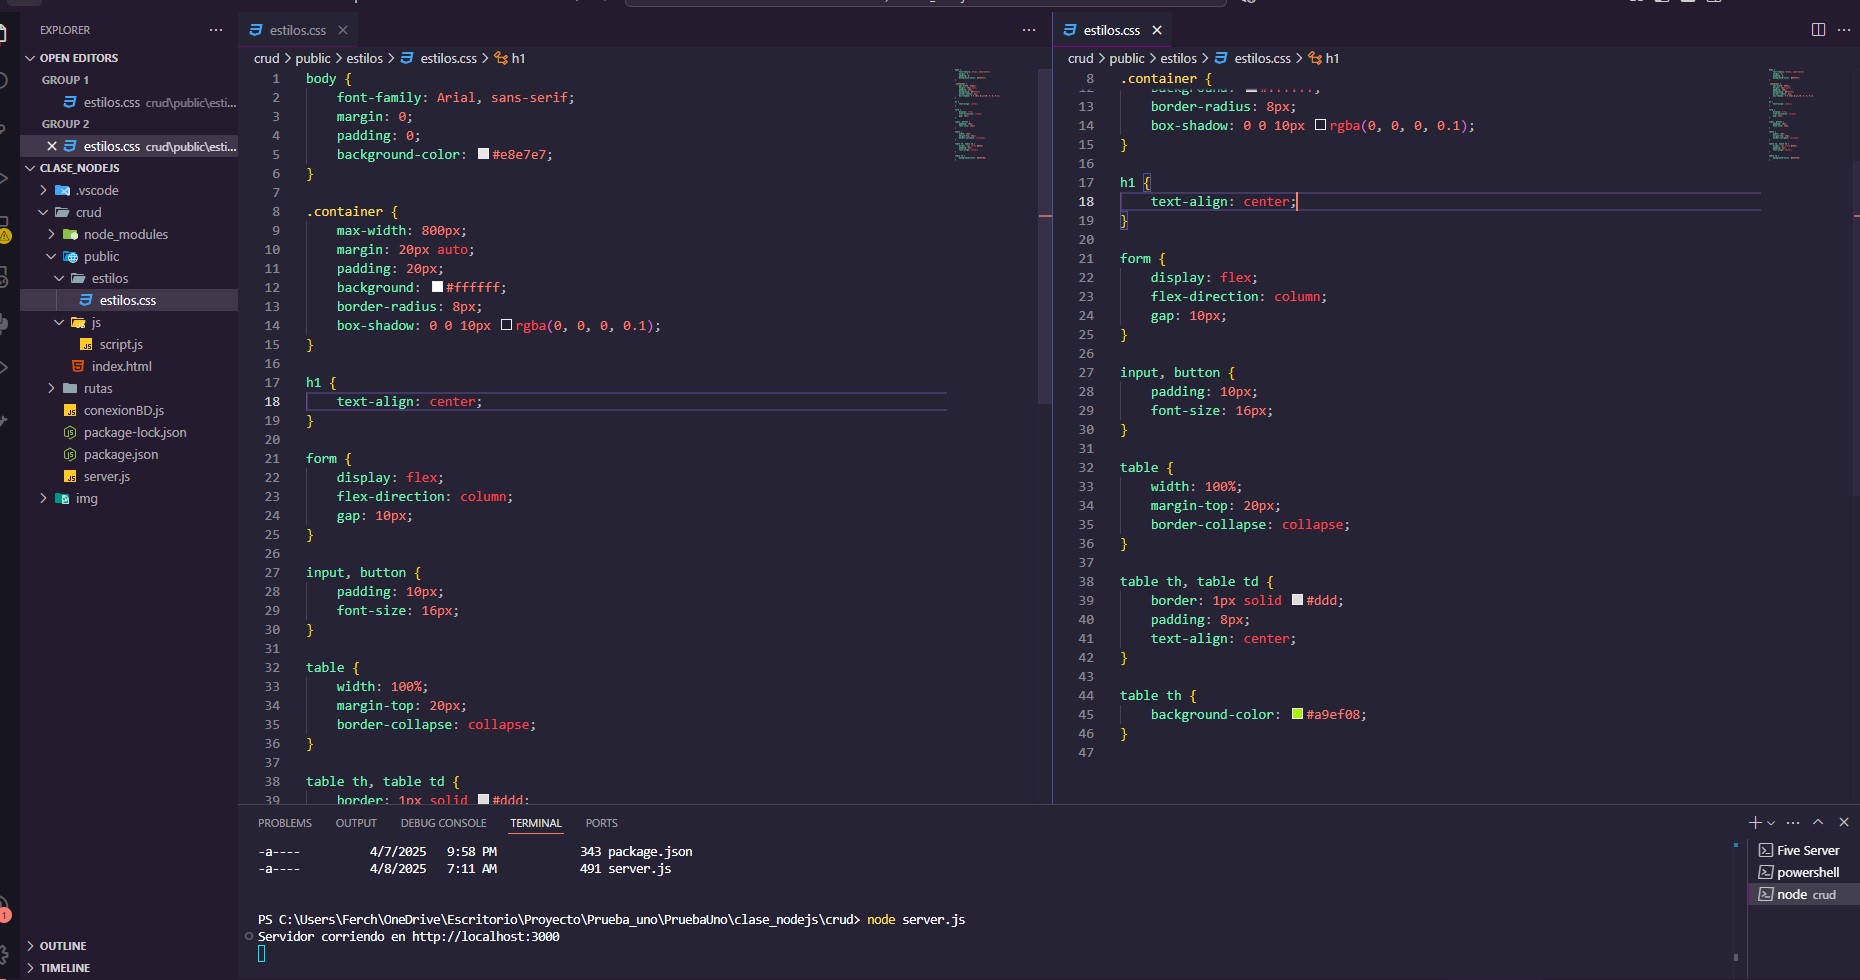 EXPLORER ...
OPEN EDITORS
GROUP 1
estilos.css crud\public\esti...
GROUP 2
estilos.css crud\public\esti...
CLASE_NODEJS
.vscode
crud
node_modules
public
estilos
estilos.css
js
script.js
index.html
rutas
conexionBD.js
package-lock.json
package.json
server.js
img
OUTLINE
TIMELINE
estilos.css
crud > public > estilos > estilos.css > h1
1 body {
2 font-family: Arial, sans-serif;
3 margin: 0;
4 padding: 0;
5 background-color: #e8e7e7;
6 }
7
8 .container {
9 max-width: 800px;
10 margin: 20px auto;
11 padding: 20px;
12 background: #ffffff;
13 border-radius: 8px;
14 box-shadow: 0 0 10px rgba(0, 0, 0, 0.1);
15 }
16
17 h1 {
18 text-align: center;
19 }
20
21 form {
22 display: flex;
23 flex-direction: column;
24 gap: 10px;
25 }
26
27 input, button {
28 padding: 10px;
29 font-size: 16px;
30 }
31
32 table {
33 width: 100%;
34 margin-top: 20px;
35 border-collapse: collapse;
36 }
37
38 table th, table td {
39 border: 1px solid #ddd;
estilos.css
crud > public > estilos > estilos.css > h1
8 .container {
12 background: #ffffff;
13 border-radius: 8px;
14 box-shadow: 0 0 10px rgba(0, 0, 0, 0.1);
15 }
16
17 h1 {
18 text-align: center;
19 }
20
21 form {
22 display: flex;
23 flex-direction: column;
24 gap: 10px;
25 }
26
27 input, button {
28 padding: 10px;
29 font-size: 16px;
30 }
31
32 table {
33 width: 100%;
34 margin-top: 20px;
35 border-collapse: collapse;
36 }
37
38 table th, table td {
39 border: 1px solid #ddd;
40 padding: 8px;
41 text-align: center;
42 }
43
44 table th {
45 background-color: #a9ef08;
46 }
47
PROBLEMS OUTPUT DEBUG CONSOLE TERMINAL PORTS
-a---- 4/7/2025 9:58 PM 343 package.json
-a---- 4/8/2025 7:11 AM 491 server.js
PS C:\Users\Ferch\OneDrive\Escritorio\Proyecto\Prueba_uno\PruebaUno\clase_nodejs\crud> node server.js
Servidor corriendo en http://localhost:3000
Five Server
powershell
node crud
1